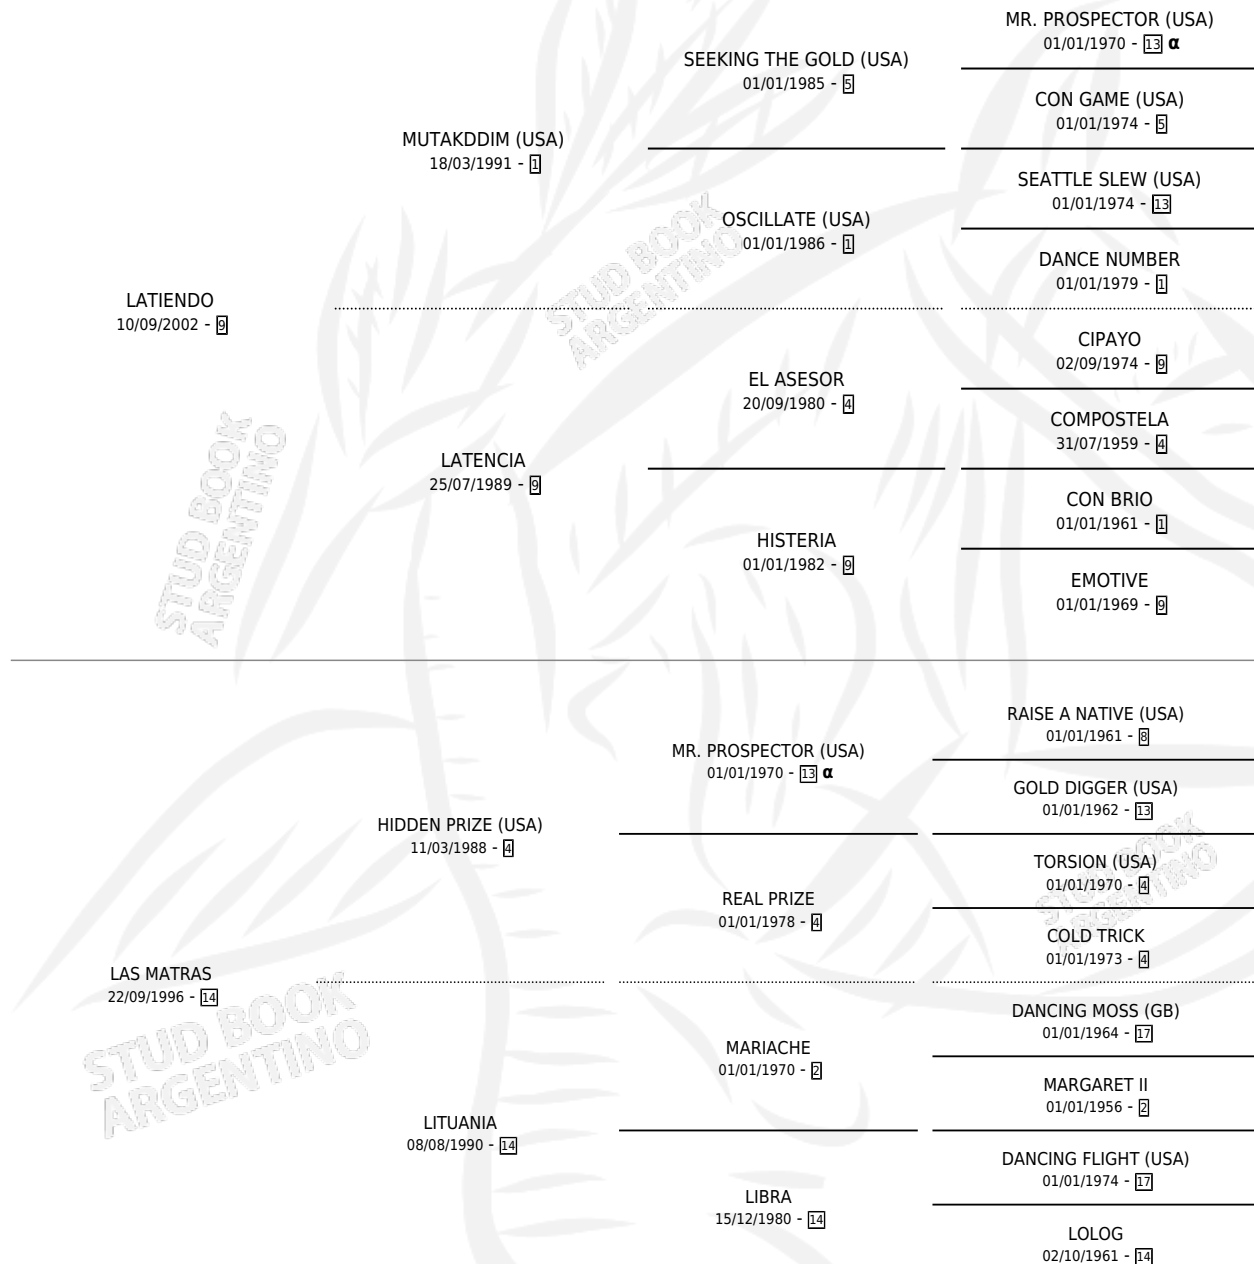 MR. PROSPECTOR (USA)
01/01/1970 - 13 α
SEEKING THE GOLD (USA)
01/01/1985 - 5
CON GAME (USA)
01/01/1974 - 5
MUTAKDDIM (USA)
18/03/1991 - 1
SEATTLE SLEW (USA)
01/01/1974 - 13
OSCILLATE (USA)
01/01/1986 - 1
DANCE NUMBER
01/01/1979 - 1
LATIENDO
10/09/2002 - 9
CIPAYO
02/09/1974 - 9
EL ASESOR
20/09/1980 - 4
COMPOSTELA
31/07/1959 - 4
LATENCIA
25/07/1989 - 9
CON BRIO
01/01/1961 - 1
HISTERIA
01/01/1982 - 9
EMOTIVE
01/01/1969 - 9
RAISE A NATIVE (USA)
01/01/1961 - 8
MR. PROSPECTOR (USA)
01/01/1970 - 13 α
GOLD DIGGER (USA)
01/01/1962 - 13
HIDDEN PRIZE (USA)
11/03/1988 - 4
TORSION (USA)
01/01/1970 - 4
REAL PRIZE
01/01/1978 - 4
COLD TRICK
01/01/1973 - 4
LAS MATRAS
22/09/1996 - 14
DANCING MOSS (GB)
01/01/1964 - 17
MARIACHE
01/01/1970 - 2
MARGARET II
01/01/1956 - 2
LITUANIA
08/08/1990 - 14
DANCING FLIGHT (USA)
01/01/1974 - 17
LIBRA
15/12/1980 - 14
LOLOG
02/10/1961 - 14
STUD BOOK
ARGENTINO
STUD BOOK
ARGENTINO
STUD BOOK
ARGENTINO
STUD BOOK
ARGENTINO